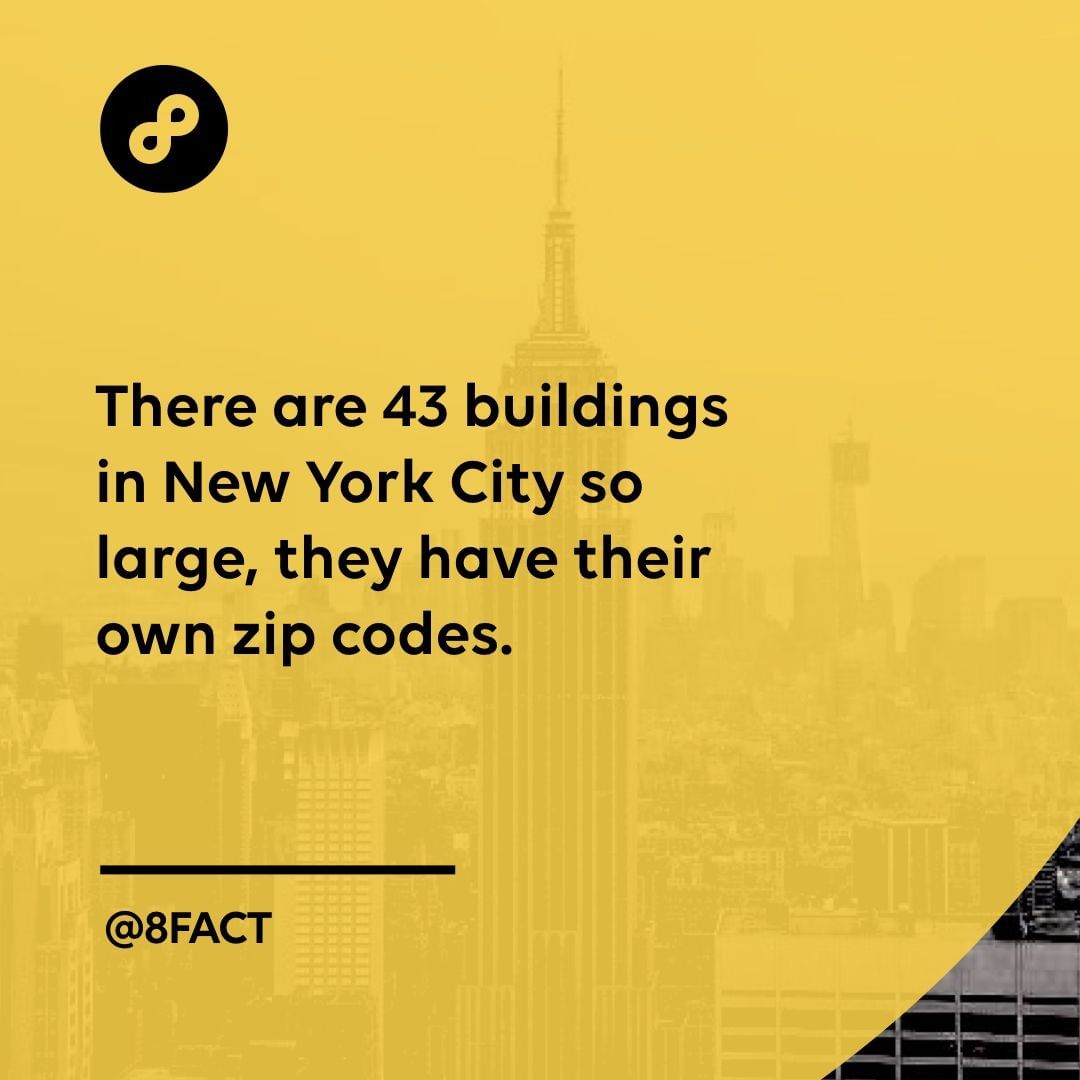 There are 43 buildings
in New York City so
large, they have their
own zip codes.
@8FACT